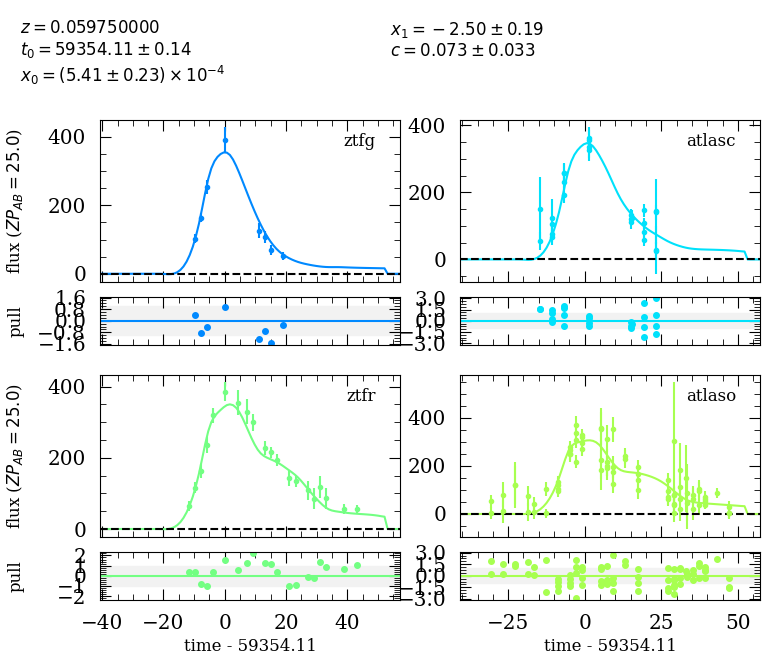 z = 0.059750000
t₀ = 59354.11 ± 0.14
x₀ = (5.41 ± 0.23) × 10⁻⁴
x₁ = −2.50 ± 0.19
c = 0.073 ± 0.033
flux (ZP_AB = 25.0)
400
200
0
ztfg
400
200
0
atlasc
pull
1.6
0.8
0.0
−0.8
−1.6
3.0
1.5
0.0
−1.5
−3.0
flux (ZP_AB = 25.0)
400
200
0
ztfr
400
200
0
atlaso
pull
2
1
0
−1
−2
3.0
1.5
0.0
−1.5
−3.0
−40 −20 0 20 40
−25 0 25 50
time - 59354.11
time - 59354.11